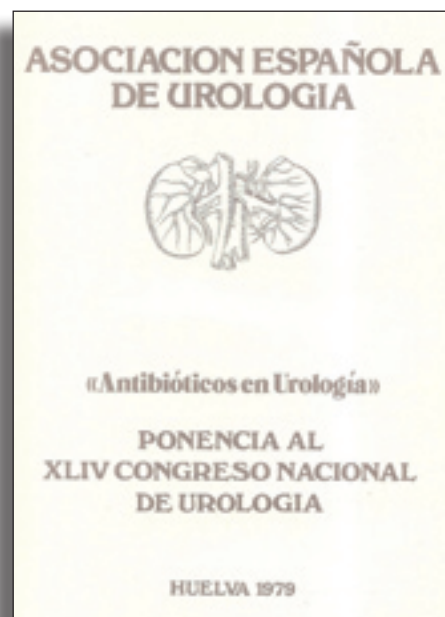 ASOCIACION ESPAÑOLA
DE UROLOGIA
«Antibióticos en Urología»
PONENCIA AL
XLIV CONGRESO NACIONAL
DE UROLOGIA
HUELVA 1979